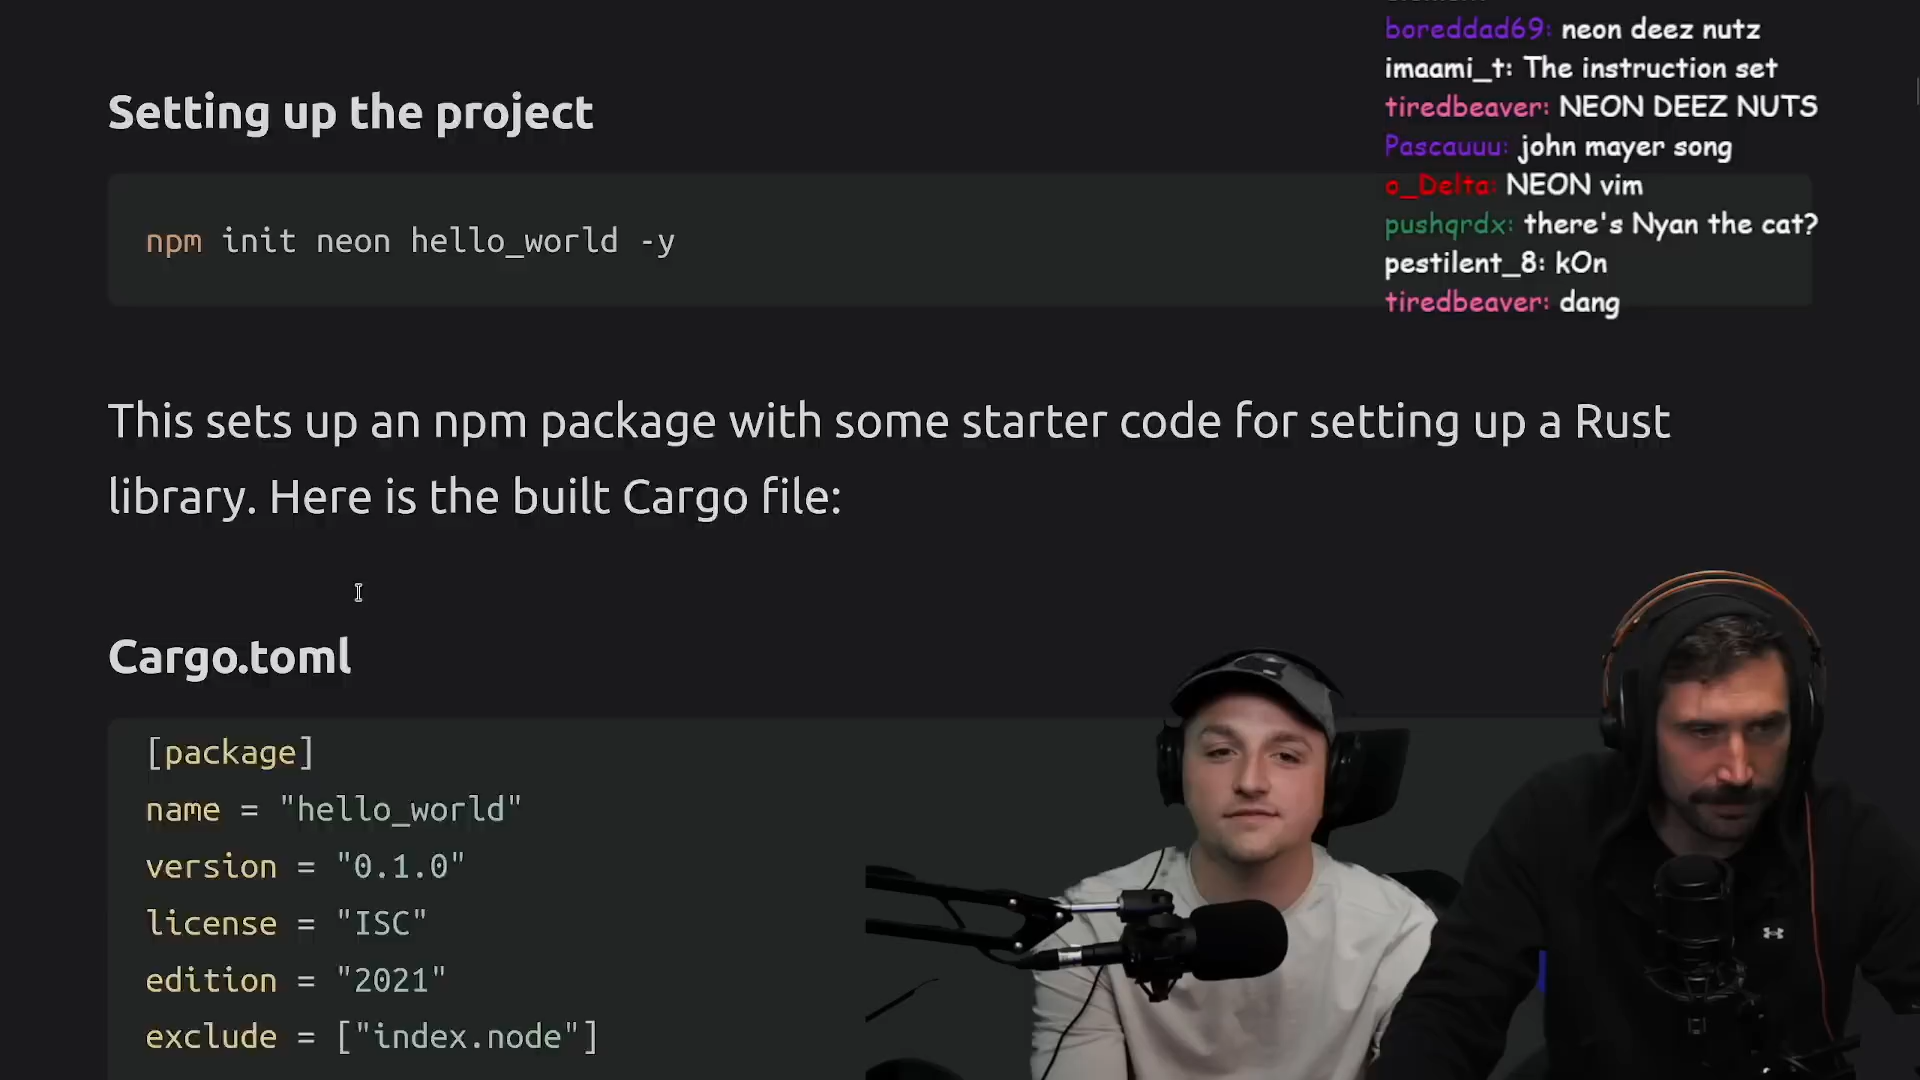 boreddad69: neon deez nutz
imaami_t: The instruction set
tiredbeaver: NEON DEEZ NUTS
Pascauuu: john mayer song
o_Delta: NEON vim
pushqrdx: there's Nyan the cat?
pestilent_8: kOn
tiredbeaver: dang
Setting up the project
npm init neon hello_world -y
This sets up an npm package with some starter code for setting up a Rust
library. Here is the built Cargo file:
Cargo.toml
[package]
name = "hello_world"
version = "0.1.0"
license = "ISC"
edition = "2021"
exclude = ["index.node"]